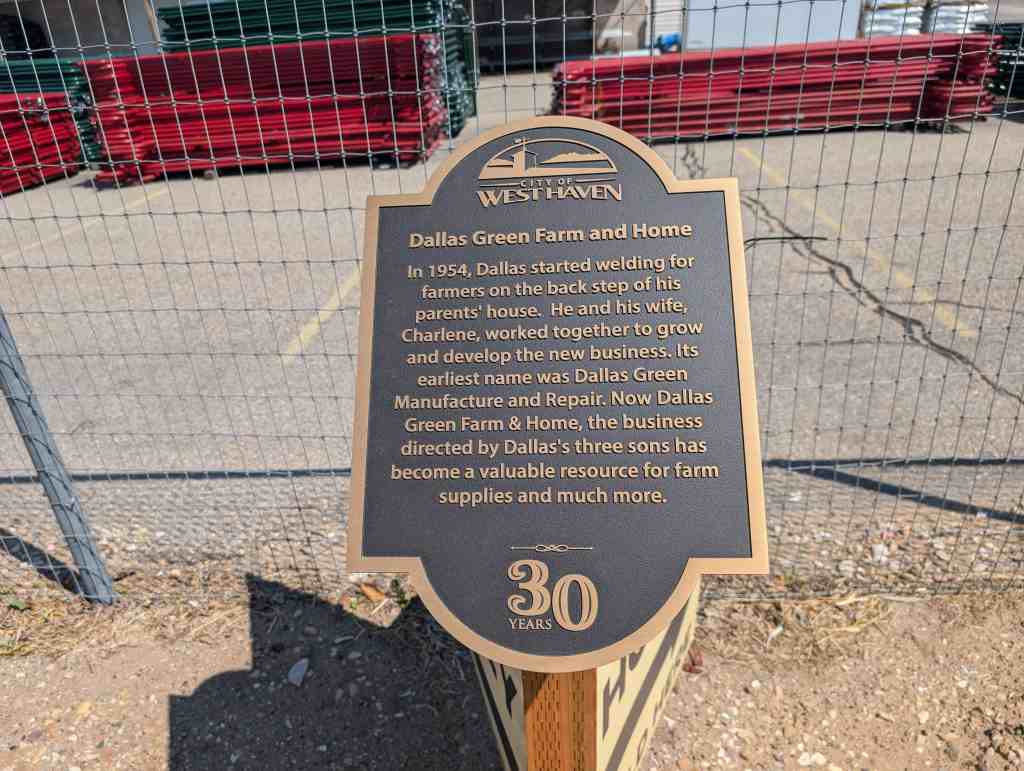 CITY OF
WEST HAVEN
Dallas Green Farm and Home
In 1954, Dallas started welding for
farmers on the back step of his
parents' house. He and his wife,
Charlene, worked together to grow
and develop the new business. Its
earliest name was Dallas Green
Manufacture and Repair. Now Dallas
Green Farm & Home, the business
directed by Dallas's three sons has
become a valuable resource for farm
supplies and much more.
30
YEARS